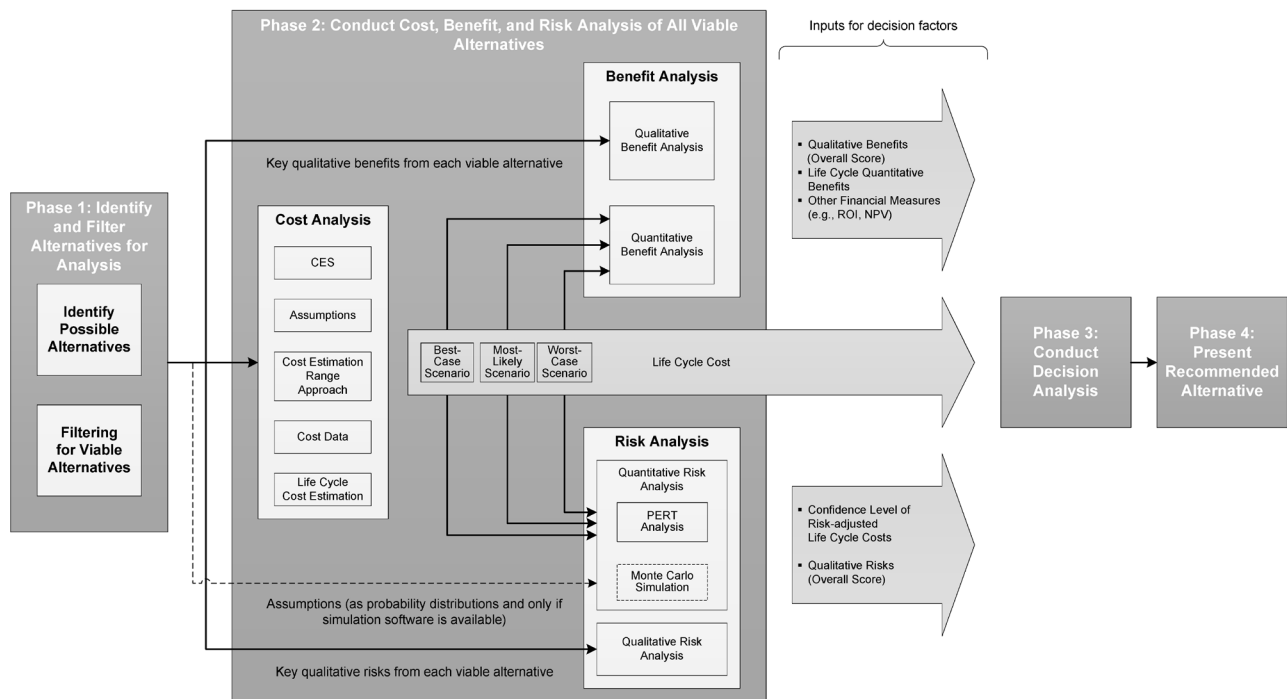 Phase 1: Identify
and Filter
Alternatives for
Analysis
Identify
Possible
Alternatives
Filtering
for Viable
Alternatives
Phase 2: Conduct Cost, Benefit, and Risk Analysis of All Viable
Alternatives
Key qualitative benefits from each viable alternative
Cost Analysis
CES
Assumptions
Cost Estimation
Range
Approach
Cost Data
Life Cycle
Cost Estimation
Benefit Analysis
Qualitative
Benefit Analysis
Quantitative
Benefit Analysis
Best-
Case
Scenario
Most-
Likely
Scenario
Worst-
Case
Scenario
Life Cycle Cost
Risk Analysis
Quantitative Risk
Analysis
PERT
Analysis
Monte Carlo
Simulation
Qualitative Risk
Analysis
Assumptions (as probability distributions and only if
simulation software is available)
Key qualitative risks from each viable alternative
Inputs for decision factors
▪ Qualitative Benefits
(Overall Score)
▪ Life Cycle Quantitative
Benefits
▪ Other Financial Measures
(e.g., ROI, NPV)
▪ Confidence Level of
Risk-adjusted
Life Cycle Costs
▪ Qualitative Risks
(Overall Score)
Phase 3:
Conduct
Decision
Analysis
Phase 4:
Present
Recommended
Alternative